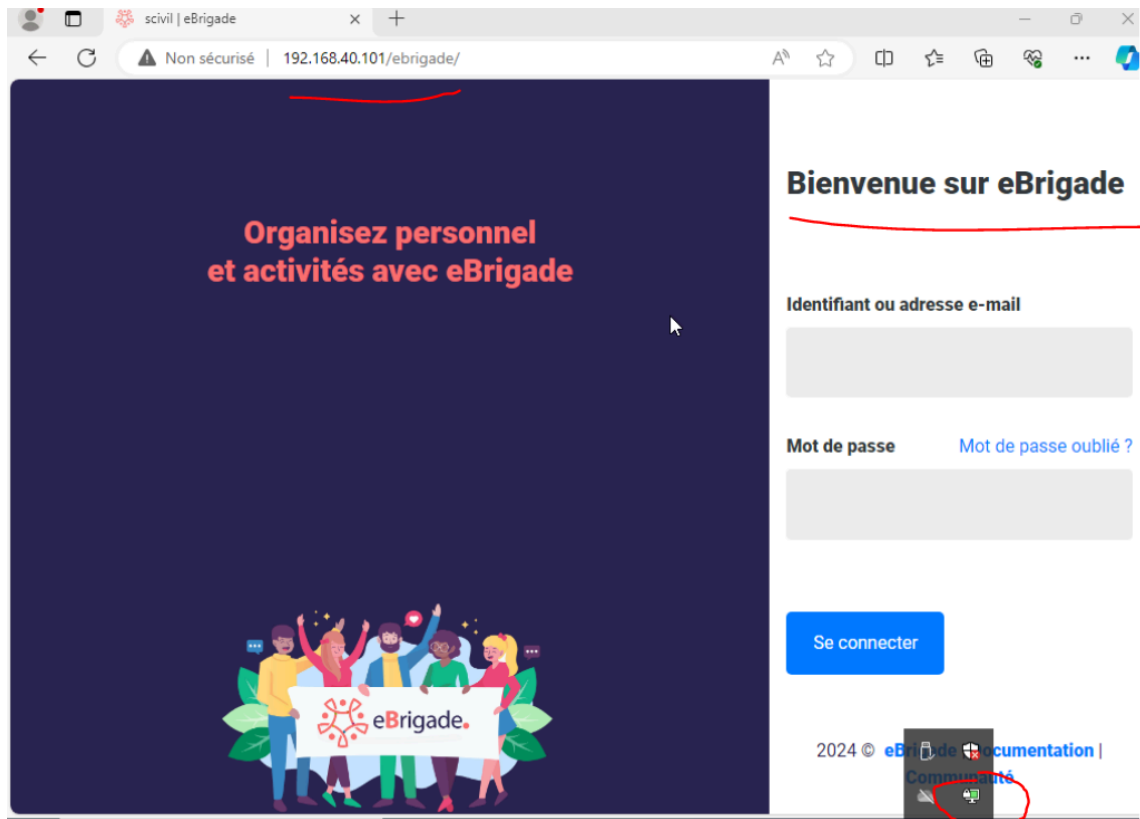 scivil | eBrigade
Non sécurisé | 192.168.40.101/ebrigade/
Bienvenue sur eBrigade
Organisez personnel
et activités avec eBrigade
Identifiant ou adresse e-mail
Mot de passe Mot de passe oublié ?
Se connecter
eBrigade.
2024 © eBrigade Documentation |
Communauté